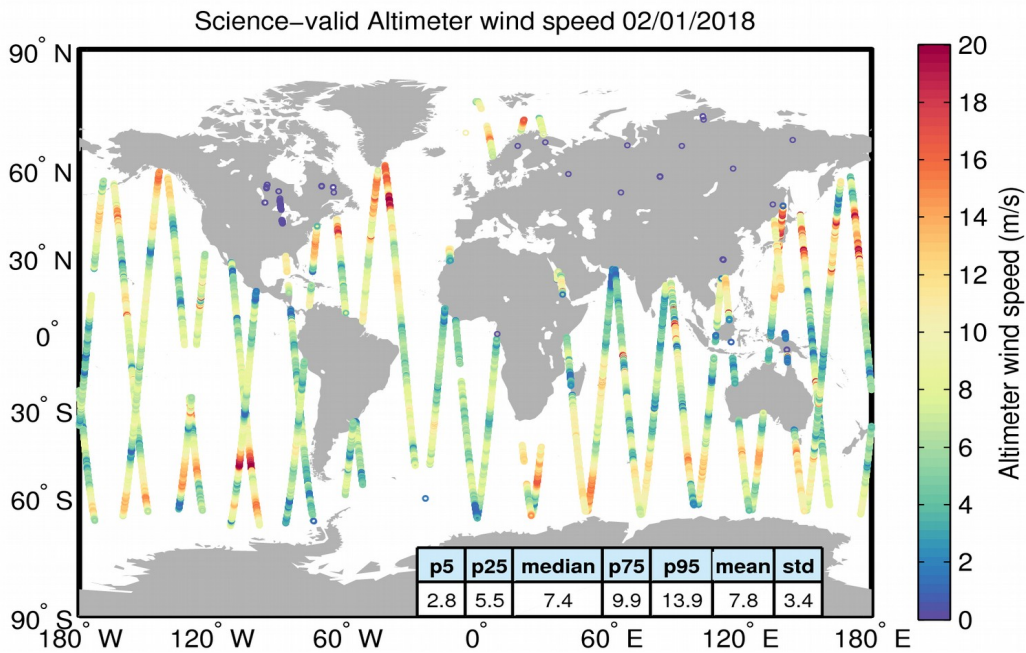 Science−valid Altimeter wind speed 02/01/2018
90° N
60° N
30° N
0°
30° S
60° S
90° S
180° W
120° W
60° W
0°
60° E
120° E
180° E
p5 p25 median p75 p95 mean std
2.8 5.5 7.4 9.9 13.9 7.8 3.4
20
18
16
14
12
10
8
6
4
2
0
Altimeter wind speed (m/s)